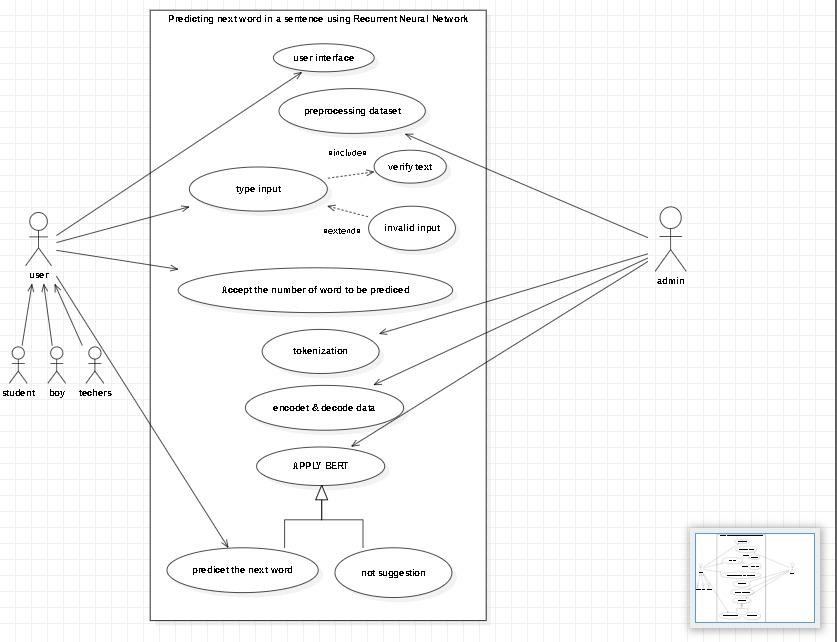 Predicting next word in a sentence using Recurrent Neural Network
user interface
preprocessing dataset
«includes
verify text
type input
«extends
invalid input
user
admin
Accept the number of word to be prediced
tokenization
student
boy
techers
encodet & decode data
APPLY BERT
predicet the next word
not suggestion